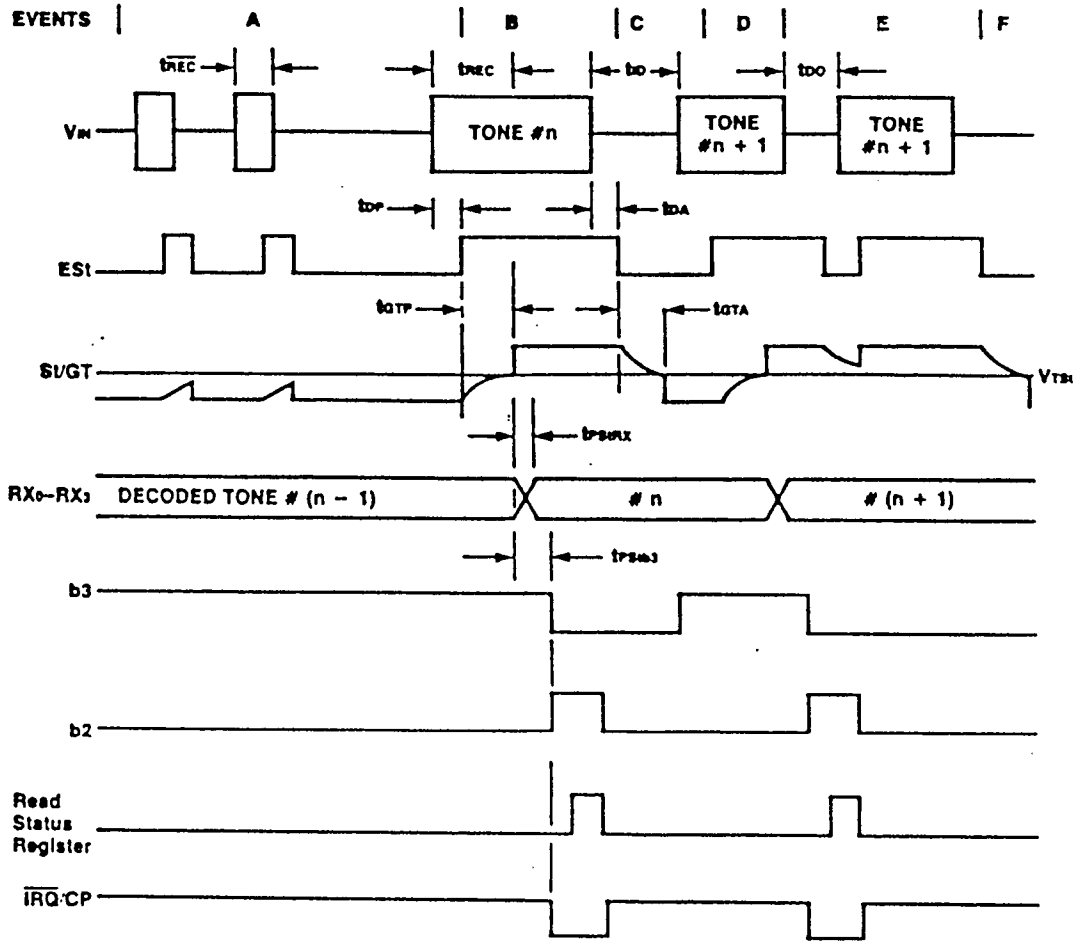 EVENTS A B C D E F
tREC tREC tID tDO
VIN TONE #n TONE #n + 1 TONE #n + 1
tDP tDA
ESt
tGTP tGTA
St/GT VTSt
tPStRX
RX0–RX3 DECODED TONE # (n − 1) # n # (n + 1)
tPStb3
b3
b2
Read
Status
Register
IRQ/CP